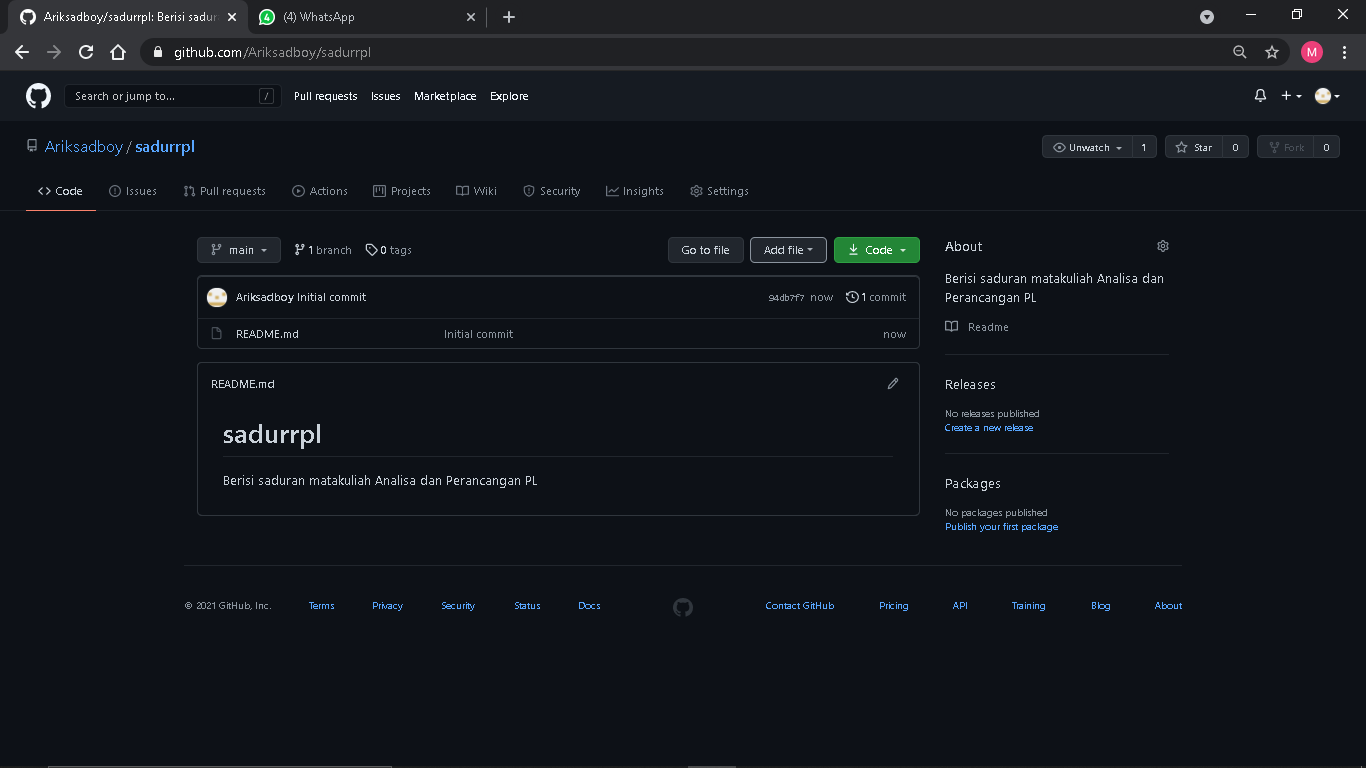 Ariksadboy/sadurrpl: Berisi sadur
4 (4) WhatsApp
github.com/Ariksadboy/sadurrpl
M
Search or jump to... /
Pull requests Issues Marketplace Explore
Ariksadboy / sadurrpl
Unwatch 1 Star 0 Fork 0
Code Issues Pull requests Actions Projects Wiki Security Insights Settings
main 1 branch 0 tags Go to file Add file Code
Ariksadboy Initial commit 94db7f7 now 1 commit
README.md Initial commit now
README.md
sadurrpl
Berisi saduran matakuliah Analisa dan Perancangan PL
About
Berisi saduran matakuliah Analisa dan
Perancangan PL
Readme
Releases
No releases published
Create a new release
Packages
No packages published
Publish your first package
© 2021 GitHub, Inc. Terms Privacy Security Status Docs Contact GitHub Pricing API Training Blog About